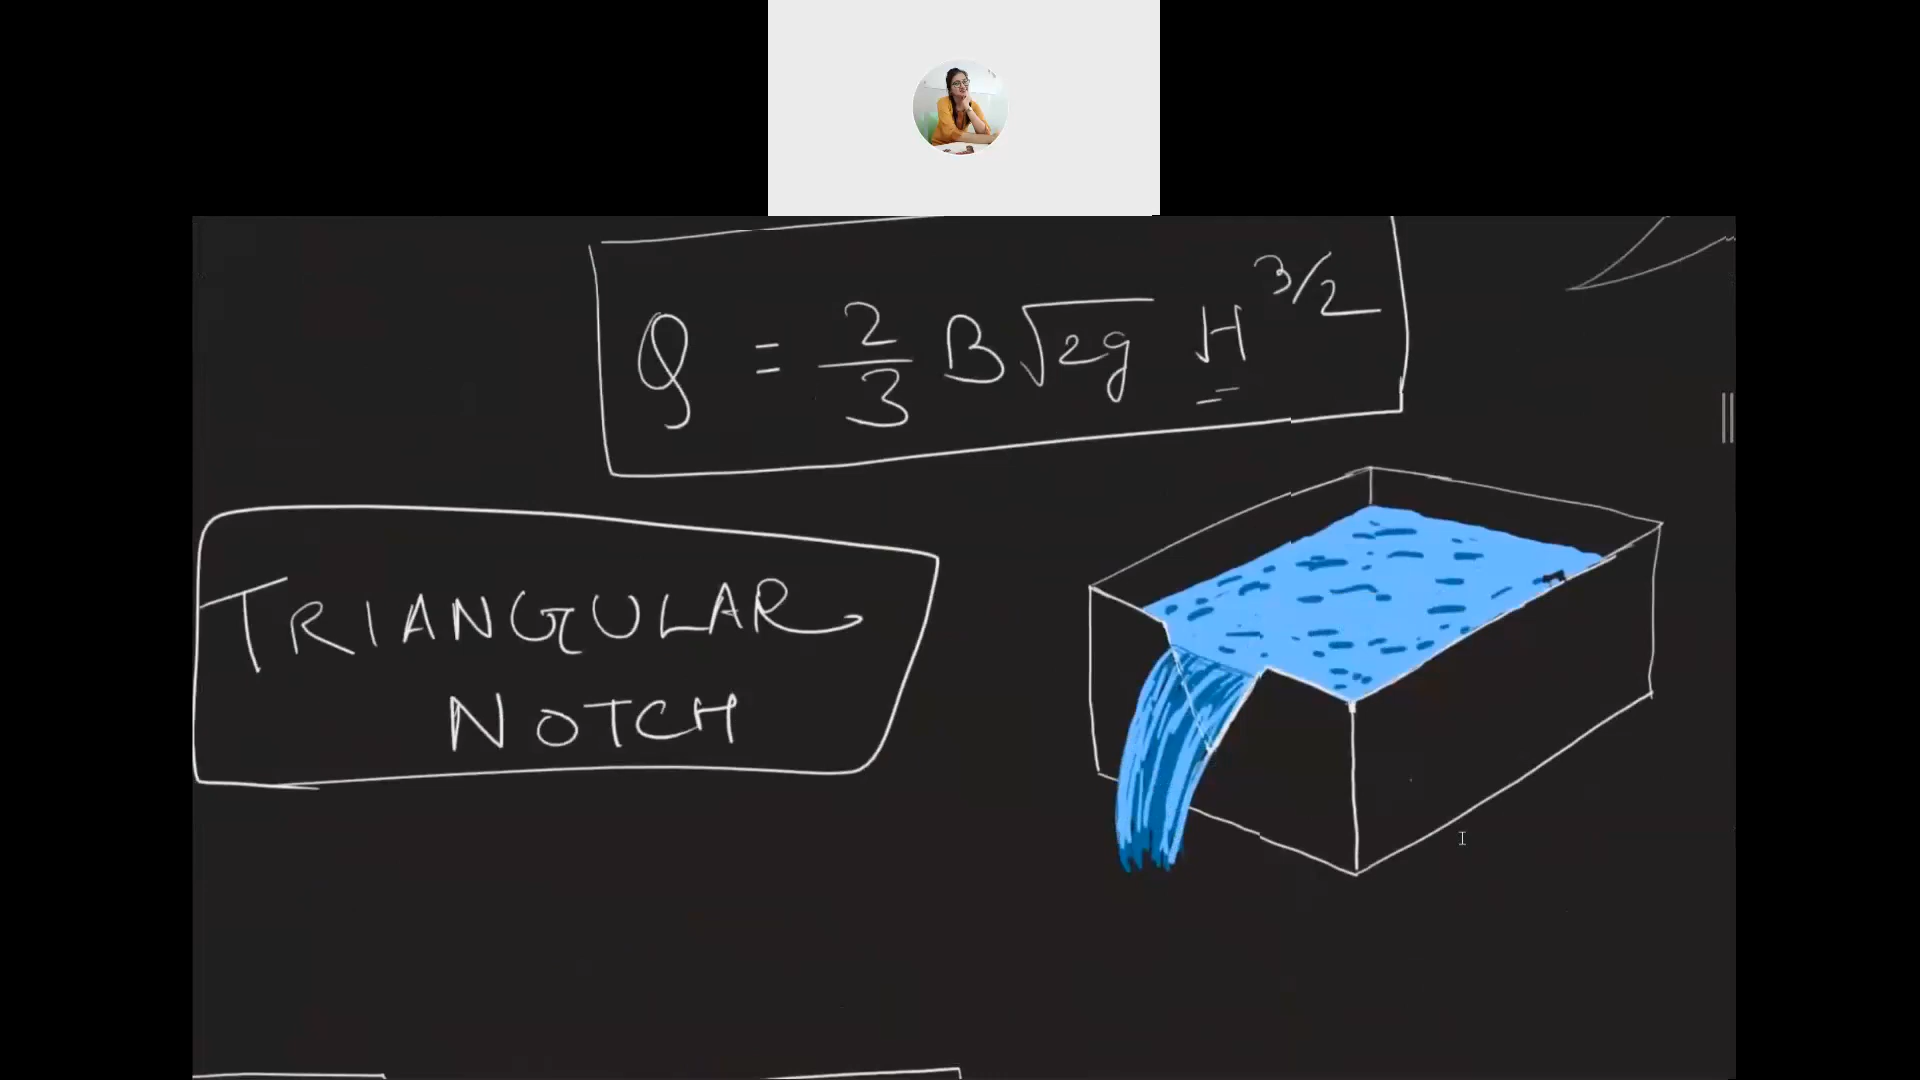 Q = 2/3 B √2g H^3/2
TRIANGULAR
NOTCH